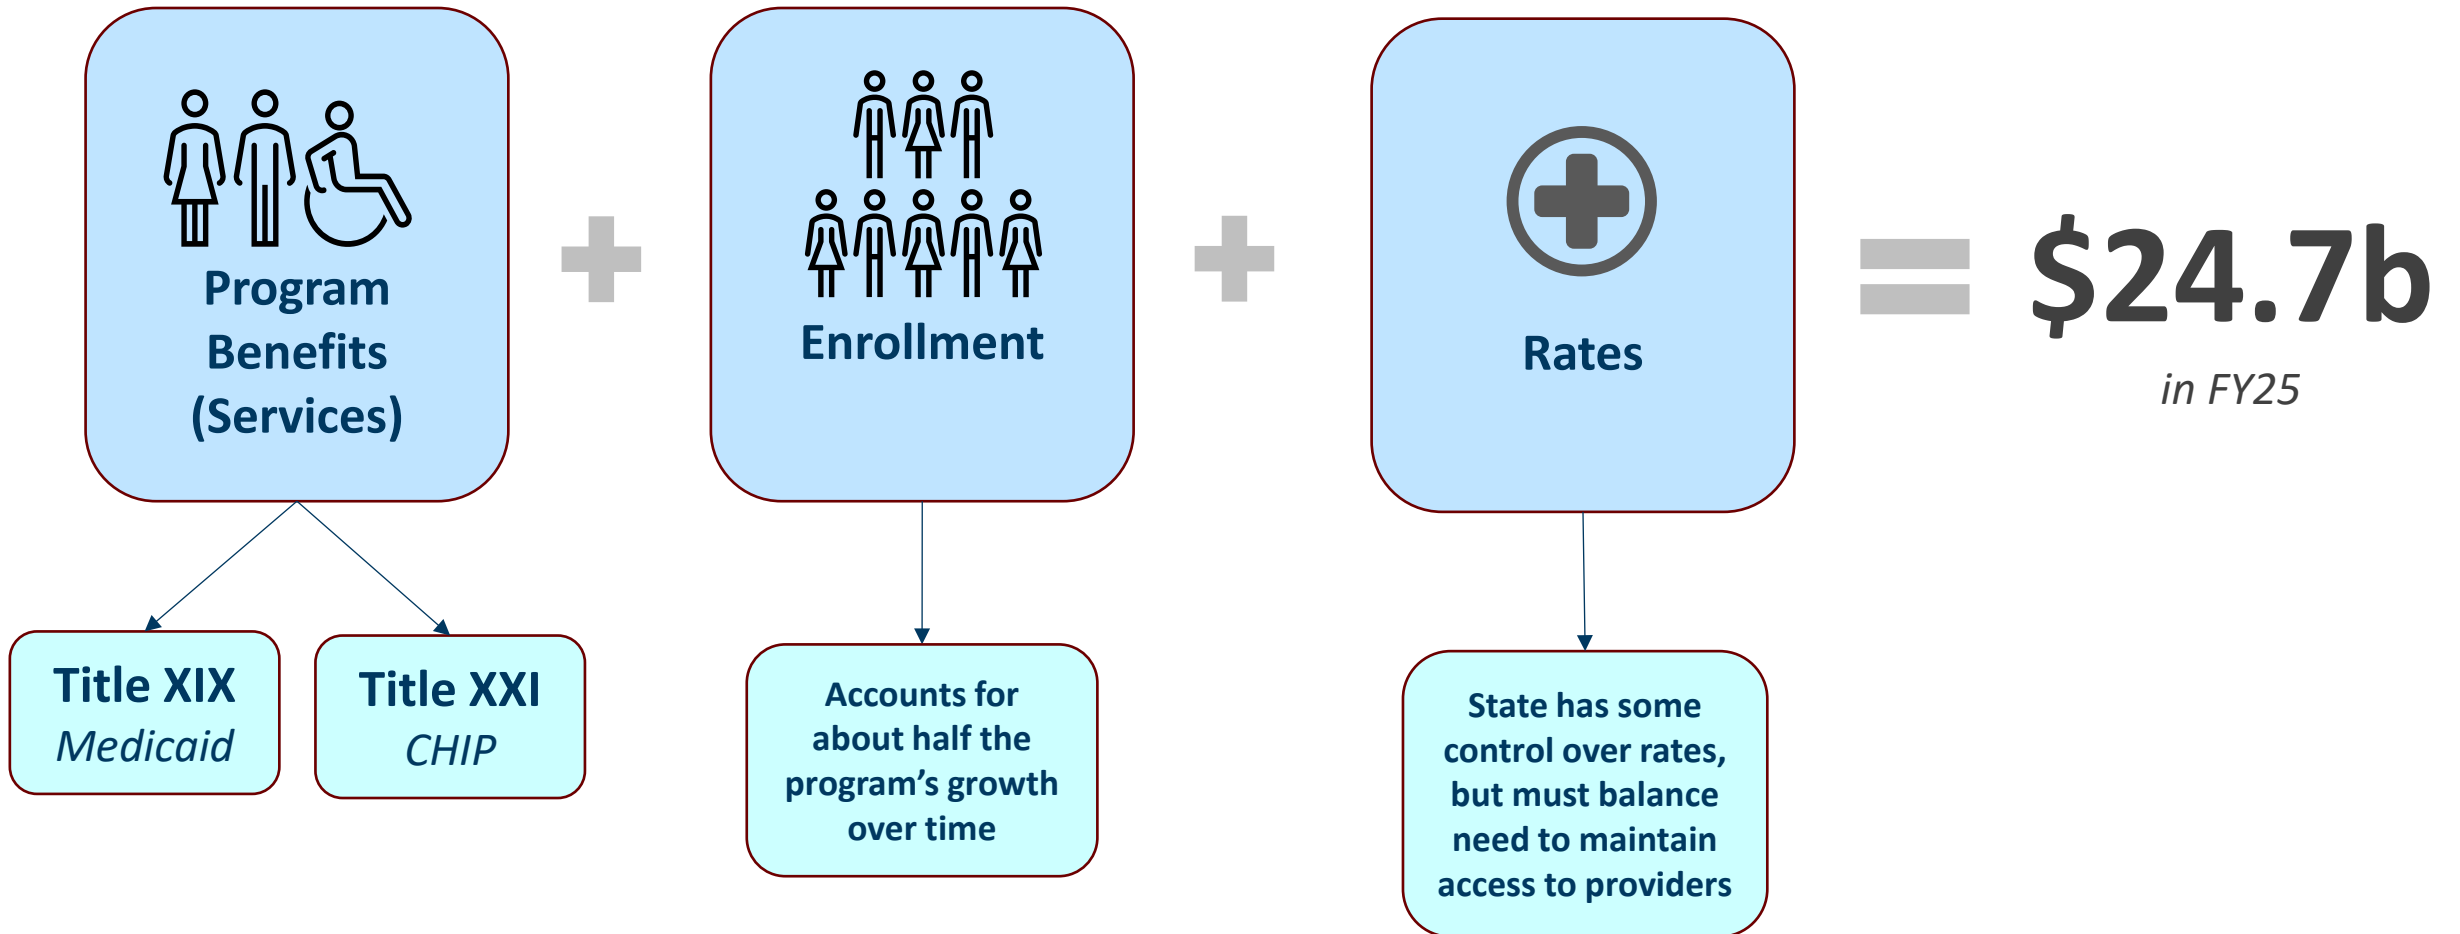 Program
Benefits
(Services)
Enrollment
Rates
$24.7b
in FY25
Title XIX
Medicaid
Title XXI
CHIP
Accounts for
about half the
program’s growth
over time
State has some
control over rates,
but must balance
need to maintain
access to providers